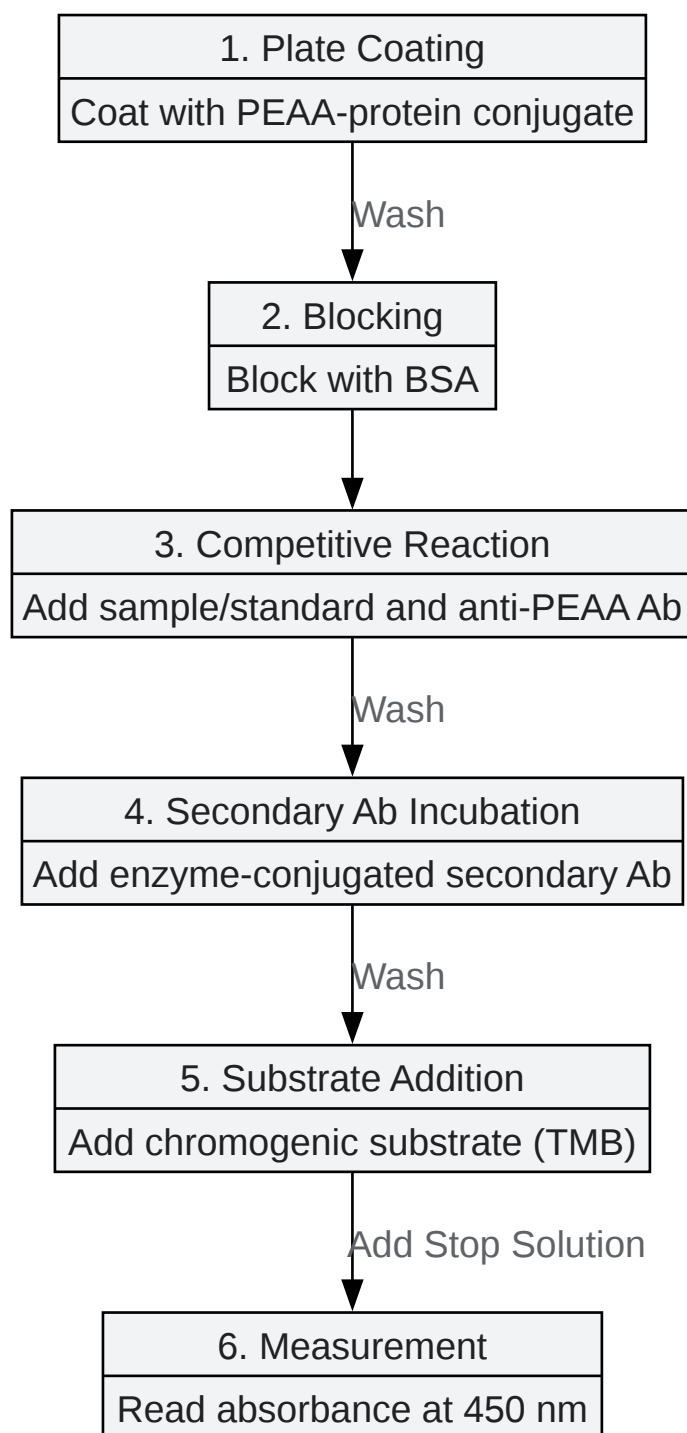 1. Plate Coating
Coat with PEAA-protein conjugate
Wash
2. Blocking
Block with BSA
3. Competitive Reaction
Add sample/standard and anti-PEAA Ab
Wash
4. Secondary Ab Incubation
Add enzyme-conjugated secondary Ab
Wash
5. Substrate Addition
Add chromogenic substrate (TMB)
Add Stop Solution
6. Measurement
Read absorbance at 450 nm